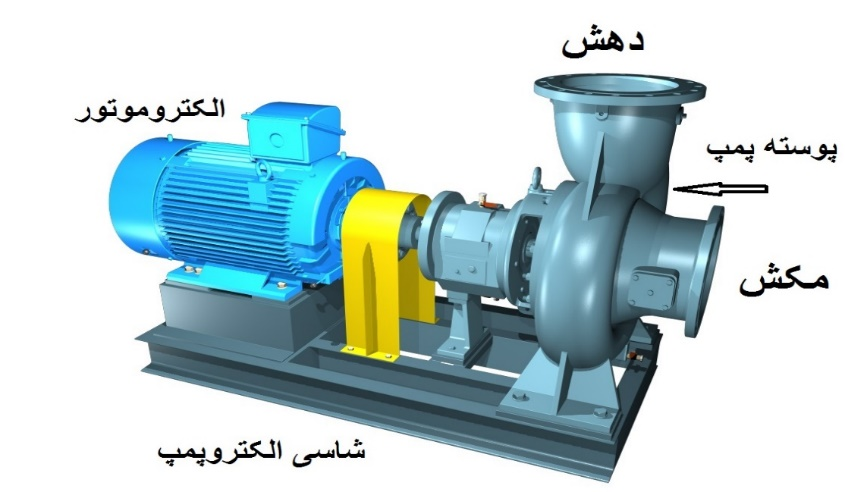 دهش
الکتروموتور
پوسته پمپ
مکش
شاسی الکتروپمپ